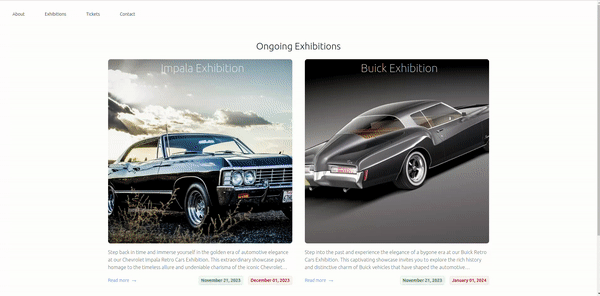 About Exhibitions Tickets Contact
Ongoing Exhibitions
Impala Exhibition
Buick Exhibition
Step back in time and immerse yourself in the golden era of automotive elegance
at our Chevrolet Impala Retro Cars Exhibition. This extraordinary showcase pays
homage to the timeless allure and undeniable charisma of the iconic Chevrolet...
Read more →
November 21, 2023
December 01, 2023
Step into the past and experience the elegance of a bygone era at our Buick Retro
Cars Exhibition. This captivating showcase invites you to explore the rich history
and distinctive charm of Buick vehicles that have shaped the automotive...
Read more →
November 21, 2023
January 01, 2024